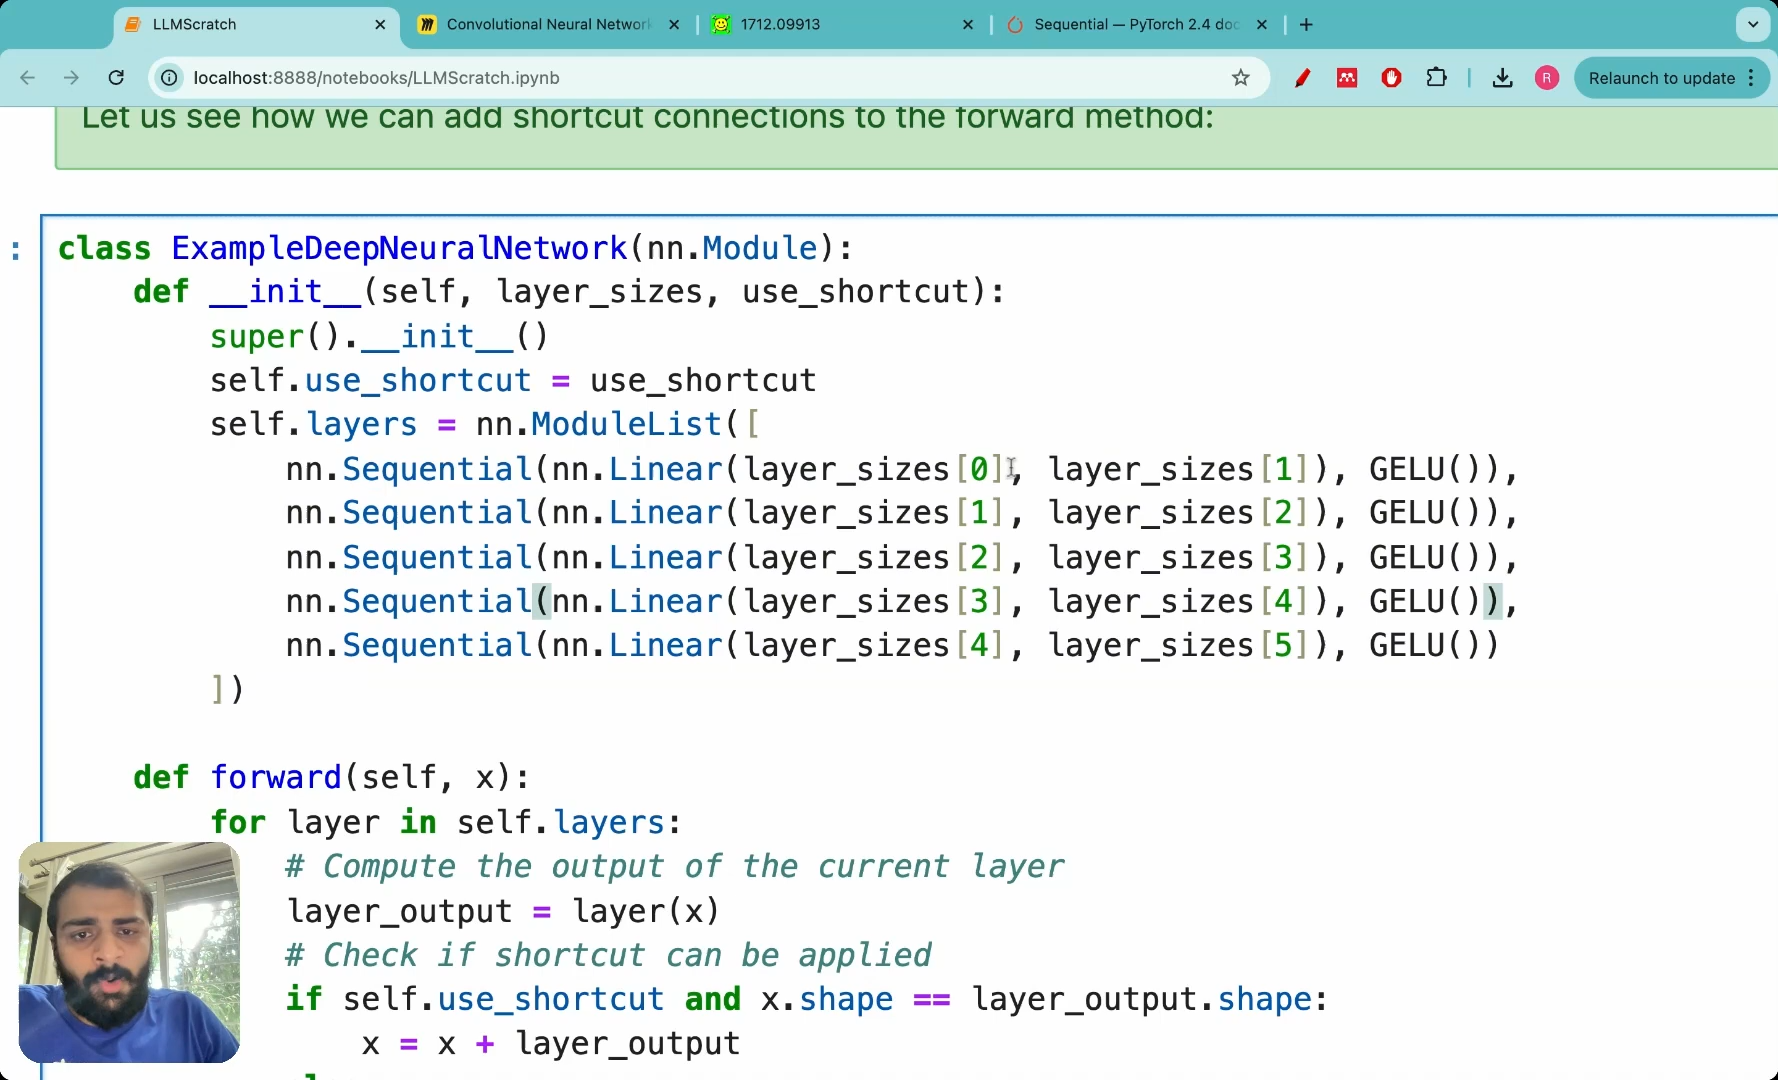 LLMScratch
Convolutional Neural Network
1712.09913
Sequential — PyTorch 2.4 doc
localhost:8888/notebooks/LLMScratch.ipynb
R
Relaunch to update
Let us see how we can add shortcut connections to the forward method:
:
class ExampleDeepNeuralNetwork(nn.Module):
def __init__(self, layer_sizes, use_shortcut):
super().__init__()
self.use_shortcut = use_shortcut
self.layers = nn.ModuleList([
nn.Sequential(nn.Linear(layer_sizes[0], layer_sizes[1]), GELU()),
nn.Sequential(nn.Linear(layer_sizes[1], layer_sizes[2]), GELU()),
nn.Sequential(nn.Linear(layer_sizes[2], layer_sizes[3]), GELU()),
nn.Sequential(nn.Linear(layer_sizes[3], layer_sizes[4]), GELU()),
nn.Sequential(nn.Linear(layer_sizes[4], layer_sizes[5]), GELU())
])
def forward(self, x):
for layer in self.layers:
# Compute the output of the current layer
layer_output = layer(x)
# Check if shortcut can be applied
if self.use_shortcut and x.shape == layer_output.shape:
x = x + layer_output